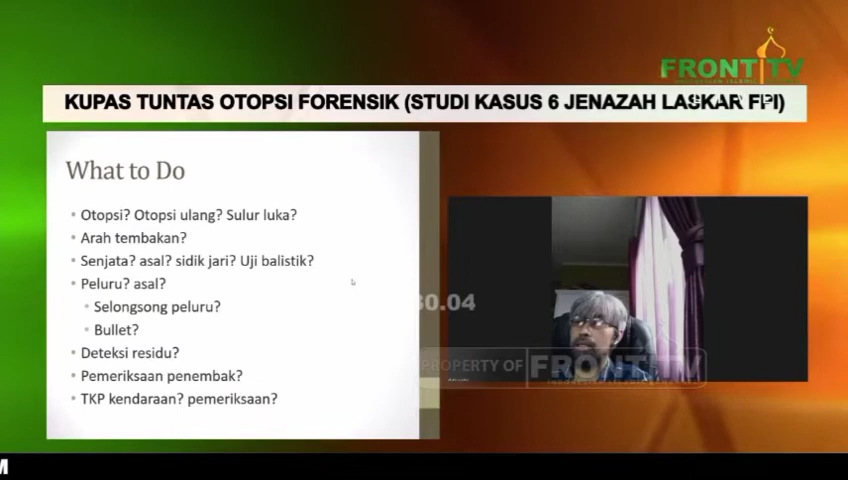 FRONT TV
KUPAS TUNTAS OTOPSI FORENSIK (STUDI KASUS 6 JENAZAH LASKAR FPI)
What to Do
• Otopsi? Otopsi ulang? Sulur luka?
• Arah tembakan?
• Senjata? asal? sidik jari? Uji balistik?
• Peluru? asal?
• Selongsong peluru?
• Bullet?
• Deteksi residu?
• Pemeriksaan penembak?
• TKP kendaraan? pemeriksaan?
30.04
PROPERTY OF FRONT TV
M